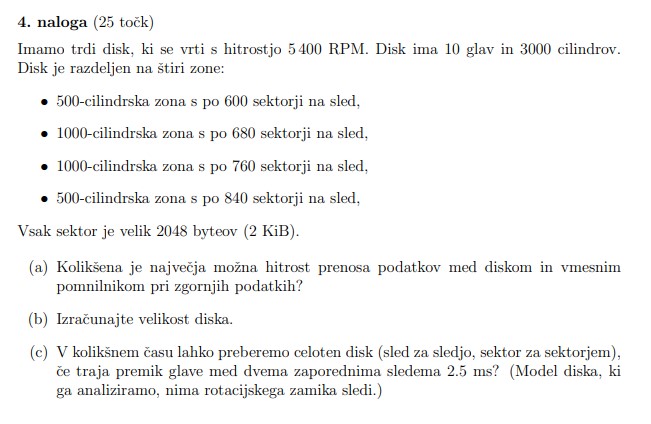 4. naloga (25 točk)
Imamo trdi disk, ki se vrti s hitrostjo 5 400 RPM. Disk ima 10 glav in 3000 cilindrov.
Disk je razdeljen na štiri zone:
• 500-cilindrska zona s po 600 sektorji na sled,
• 1000-cilindrska zona s po 680 sektorji na sled,
• 1000-cilindrska zona s po 760 sektorji na sled,
• 500-cilindrska zona s po 840 sektorji na sled,
Vsak sektor je velik 2048 byteov (2 KiB).
(a) Kolikšena je največja možna hitrost prenosa podatkov med diskom in vmesnim
pomnilnikom pri zgornjih podatkih?
(b) Izračunajte velikost diska.
(c) V kolikšnem času lahko preberemo celoten disk (sled za sledjo, sektor za sektorjem),
če traja premik glave med dvema zaporednima sledema 2.5 ms? (Model diska, ki
ga analiziramo, nima rotacijskega zamika sledi.)